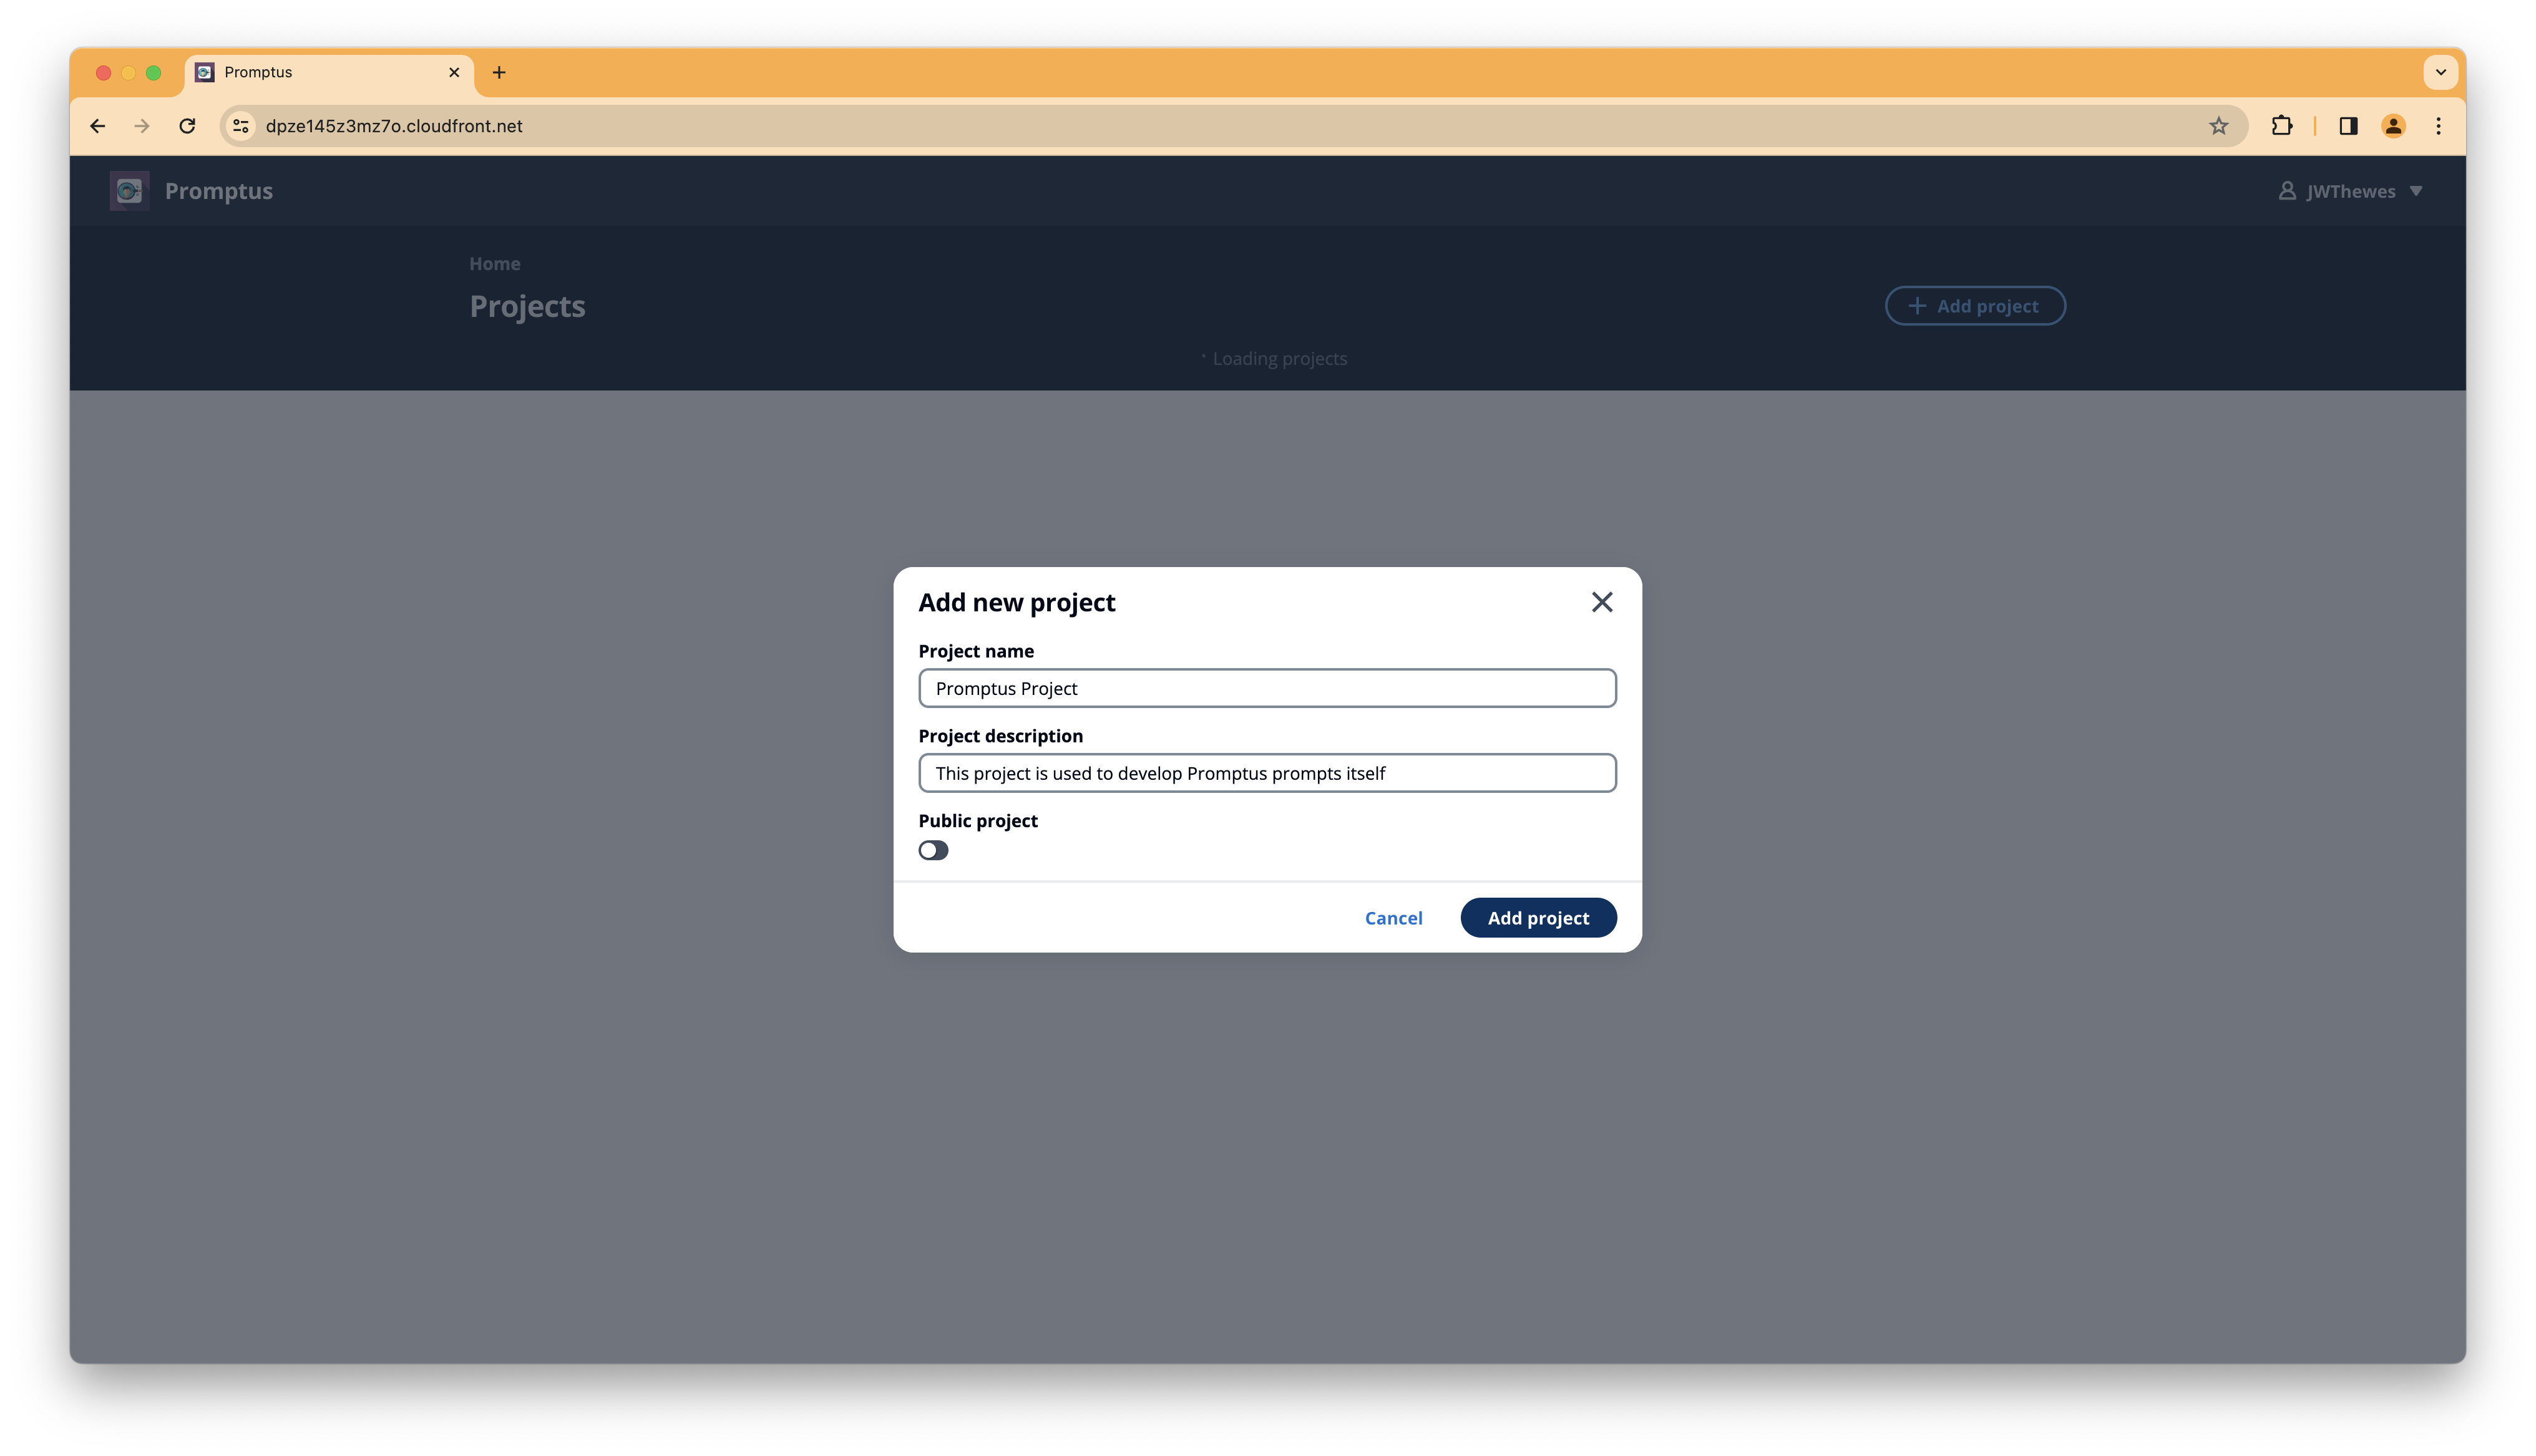 Promptus
dpze145z3mz7o.cloudfront.net
Promptus
JWThewes
Home
Projects
Add project
Loading projects
Add new project
Project name
Promptus Project
Project description
This project is used to develop Promptus prompts itself
Public project
Cancel
Add project